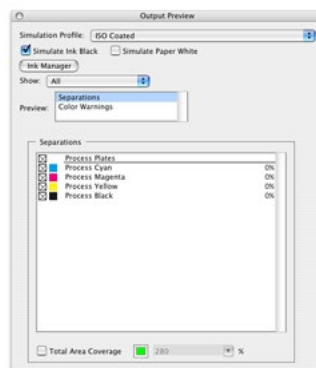 Output Preview
Simulation Profile: ISO Coated
Simulate Ink Black Simulate Paper White
Ink Manager
Show: All
Preview: Separations
Color Warnings
Separations
Process Plates
Process Cyan 0%
Process Magenta 0%
Process Yellow 0%
Process Black 0%
Total Area Coverage 280 %